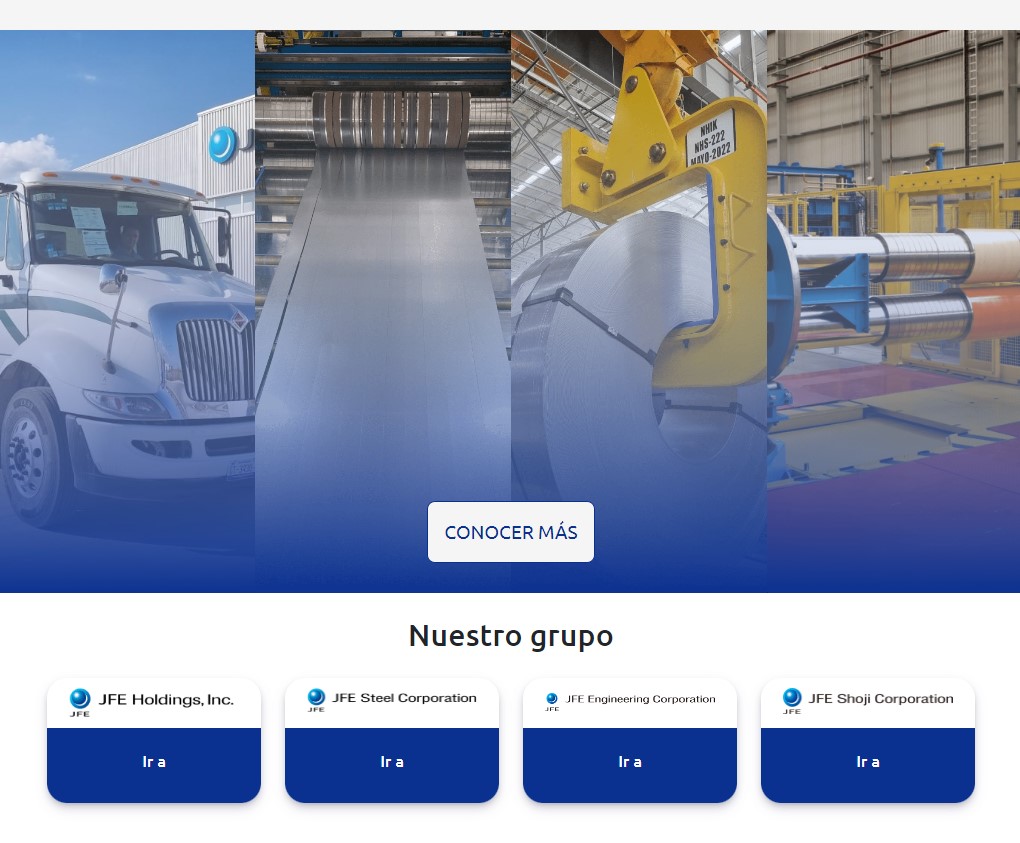 NHIK
NHS-222
MAYO-2022
CONOCER MÁS
Nuestro grupo
JFE
JFE Holdings, Inc.
JFE
JFE Steel Corporation
JFE
JFE Engineering Corporation
JFE
JFE Shoji Corporation
Ir a
Ir a
Ir a
Ir a